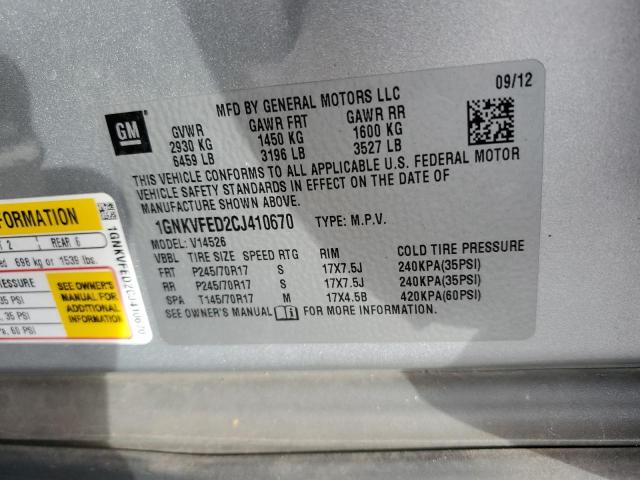 MFD BY GENERAL MOTORS LLC 09/12
GM
GVWR GAWR FRT GAWR RR
2930 KG 1450 KG 1600 KG
6459 LB 3196 LB 3527 LB
THIS VEHICLE CONFORMS TO ALL APPLICABLE U.S. FEDERAL MOTOR
VEHICLE SAFETY STANDARDS IN EFFECT ON THE DATE OF
MANUFACTURE SHOWN ABOVE.
1GNKVFED2CJ410670 TYPE: M.P.V.
MODEL: V14526
VBBL TIRE SIZE SPEED RTG RIM COLD TIRE PRESSURE
FRT P245/70R17 S 17X7.5J 240KPA(35PSI)
RR P245/70R17 S 17X7.5J 240KPA(35PSI)
SPA T145/70R17 M 17X4.5B 420KPA(60PSI)
SEE OWNER'S MANUAL FOR MORE INFORMATION.
FORMATION
2 REAR 6
698 kg or 1539 lbs.
PRESSURE
35 PSI
, 35 PSI
a, 60 PSI
SEE OWNER'S
MANUAL FOR
ADDITIONAL
INFORMATION
1GNKVFED2CJ410670